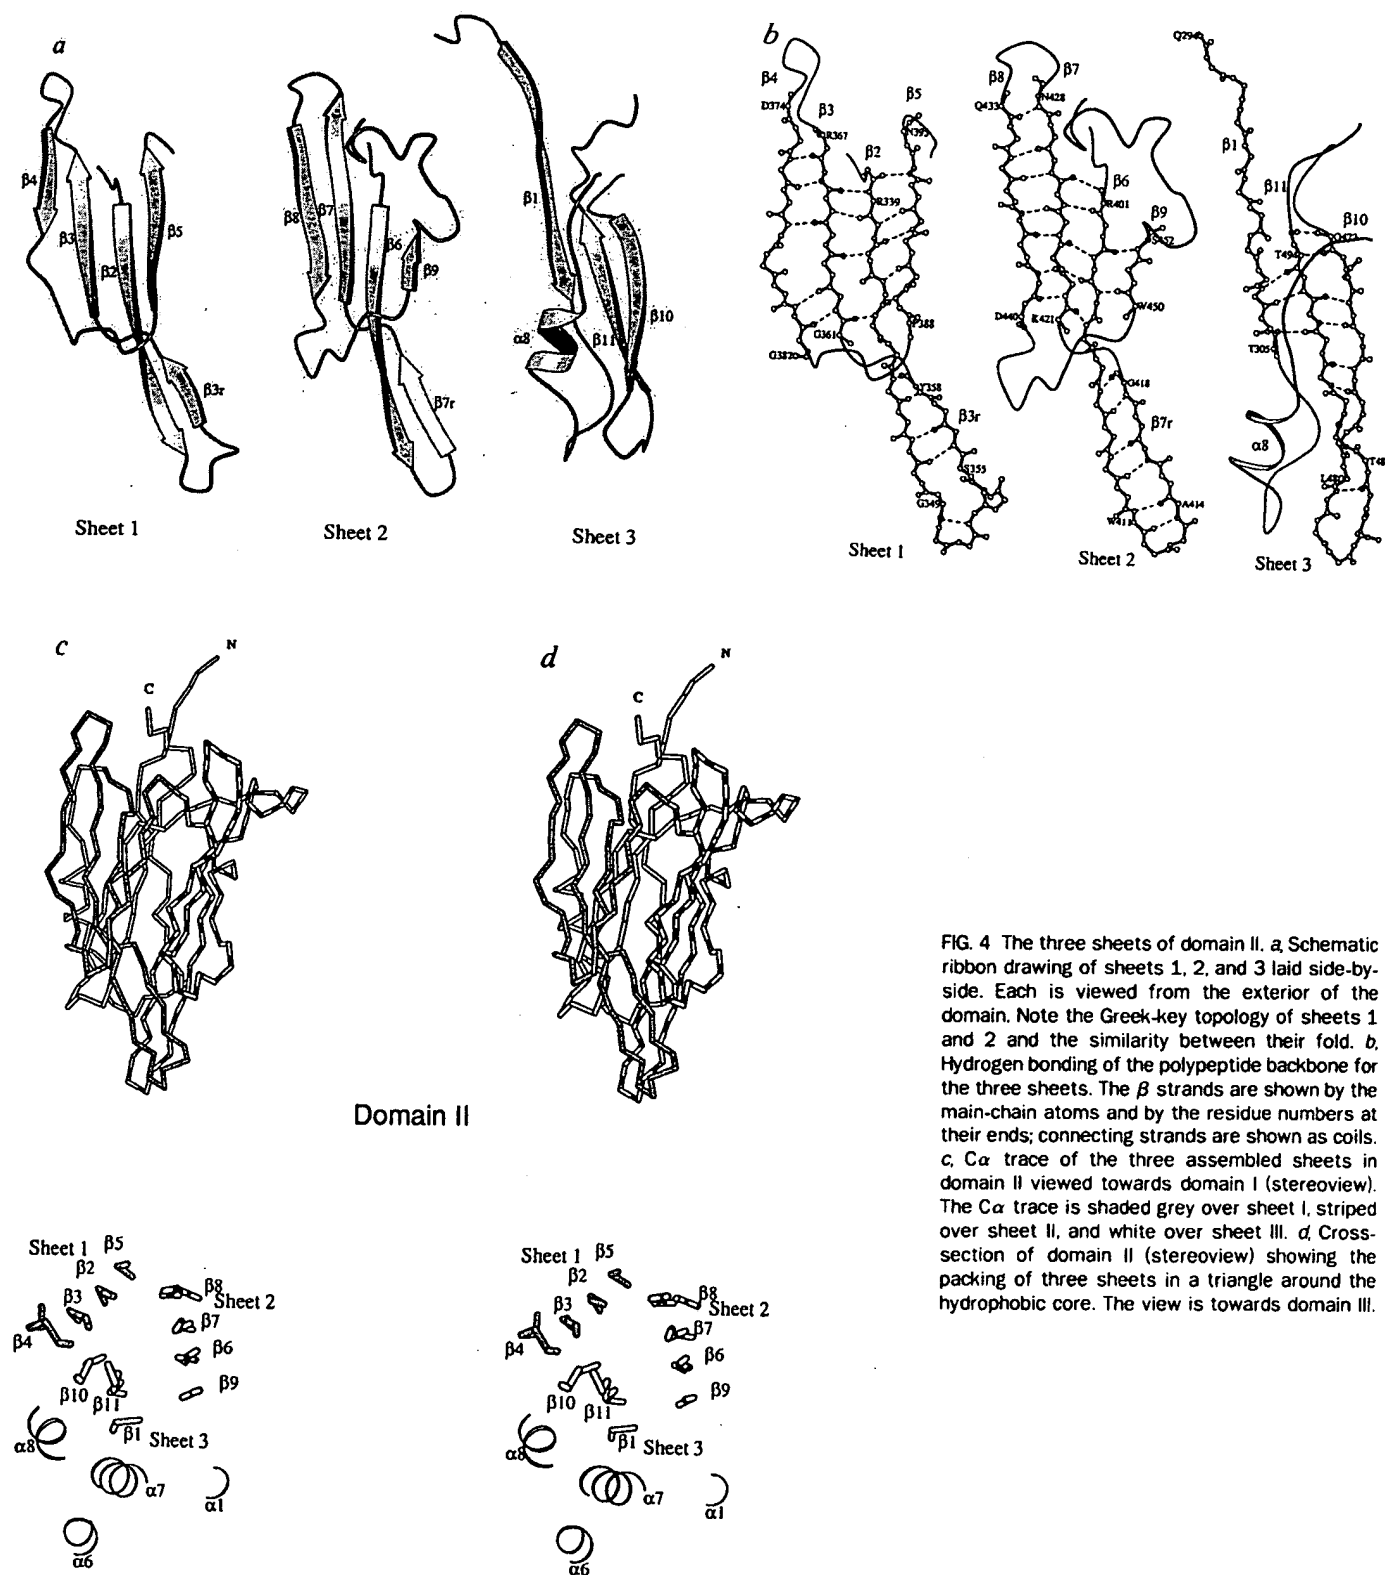 a
β4
β3
β2
β5
β3r
Sheet 1
β8
β7
β6
β9
β7r
Sheet 2
β1
α8
β11
β10
Sheet 3
b
β4
D374
β3
R367
β2
R339
β5
N395
G382
G361
F388
Y358
β3r
S355
G349
Sheet 1
β8
Q433
β7
N428
β6
R401
β9
S452
D440
K421
W450
G418
β7r
W411
A414
Sheet 2
Q294
β1
β11
β10
T494
T305
α8
Sheet 3
c
N
C
d
N
C
Domain II
Sheet 1
β5
β2
β3
β4
β8
Sheet 2
β7
β6
β9
β10
β11
β1
Sheet 3
α8
α7
α1
α6
Sheet 1
β5
β2
β3
β4
β8
Sheet 2
β7
β6
β9
β10
β11
β1
Sheet 3
α8
α7
α1
α6
FIG. 4 The three sheets of domain II. a, Schematic
ribbon drawing of sheets 1, 2, and 3 laid side-by-
side. Each is viewed from the exterior of the
domain. Note the Greek-key topology of sheets 1
and 2 and the similarity between their fold. b,
Hydrogen bonding of the polypeptide backbone for
the three sheets. The β strands are shown by the
main-chain atoms and by the residue numbers at
their ends; connecting strands are shown as coils.
c, Cα trace of the three assembled sheets in
domain II viewed towards domain I (stereoview).
The Cα trace is shaded grey over sheet I, striped
over sheet II, and white over sheet III. d, Cross-
section of domain II (stereoview) showing the
packing of three sheets in a triangle around the
hydrophobic core. The view is towards domain III.